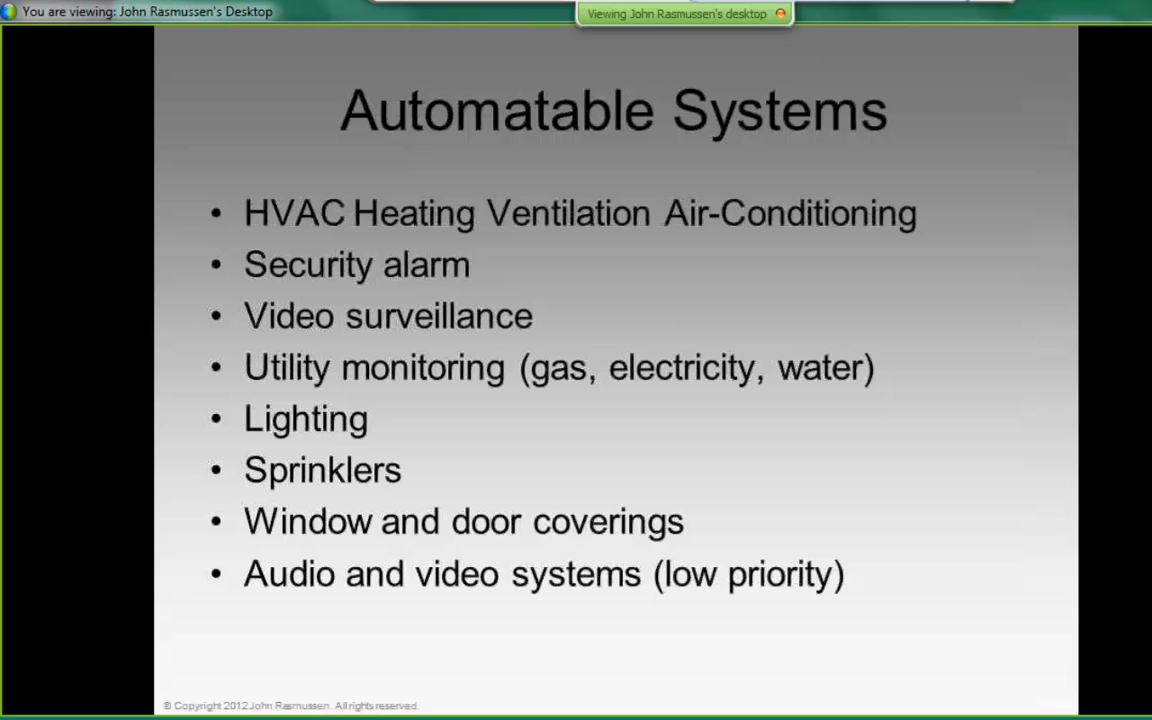 You are viewing: John Rasmussen's Desktop
Viewing John Rasmussen's desktop
Automatable Systems
• HVAC Heating Ventilation Air-Conditioning
• Security alarm
• Video surveillance
• Utility monitoring (gas, electricity, water)
• Lighting
• Sprinklers
• Window and door coverings
• Audio and video systems (low priority)
© Copyright 2012 John Rasmussen. All rights reserved.